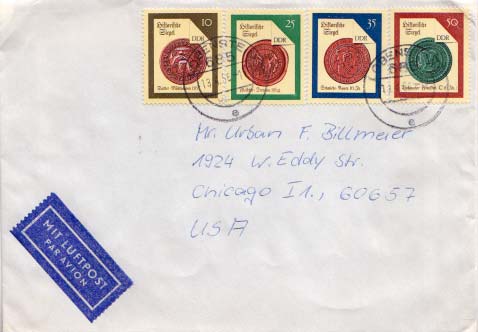 Historische Siegel 10 DDR
Historische Siegel 25 DDR
Historische Siegel 35 DDR
Historische Siegel 50 DDR
Mr. Urban F. Billmeier
1924 W. Eddy Str.
Chicago I1., 60657
USA
MIT LUFTPOST
PAR AVION